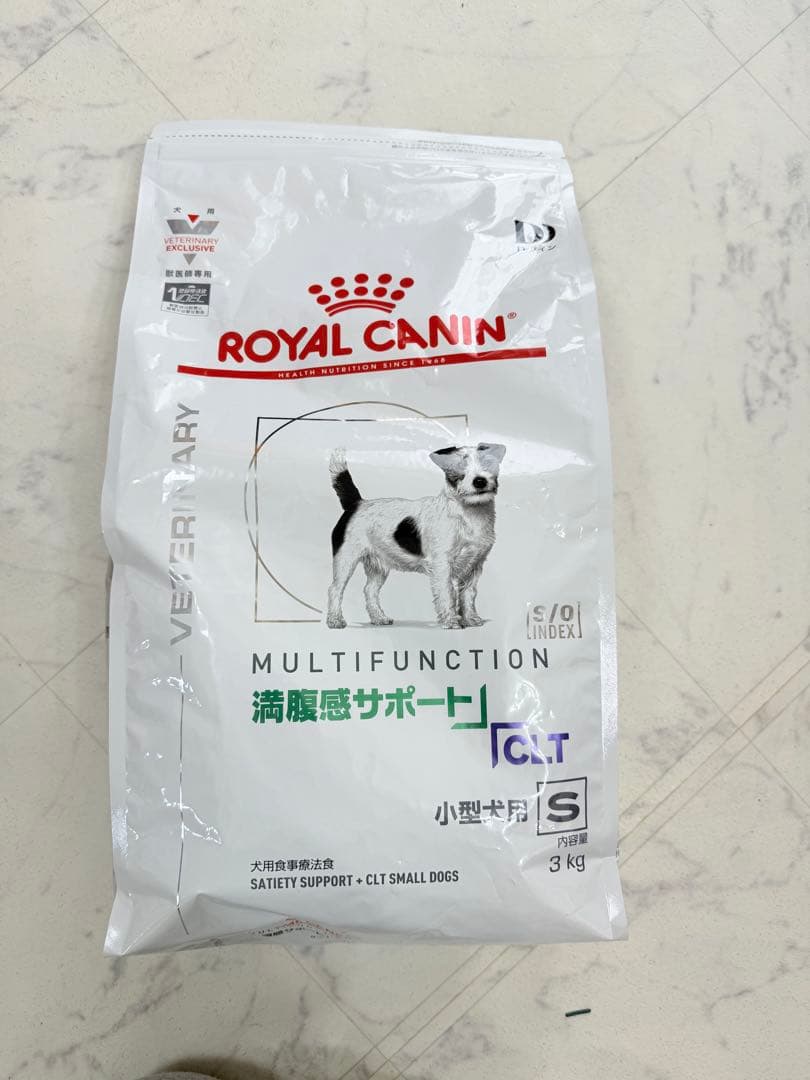 犬 用
VETERINARY
EXCLUSIVE
獣医師専用
ROYAL CANIN®
HEALTH NUTRITION SINCE 1968
VETERINARY
S/O
INDEX
MULTIFUNCTION
満腹感サポート
CLT
小型犬用 S
内容量
3 kg
犬用食事療法食
SATIETY SUPPORT + CLT SMALL DOGS